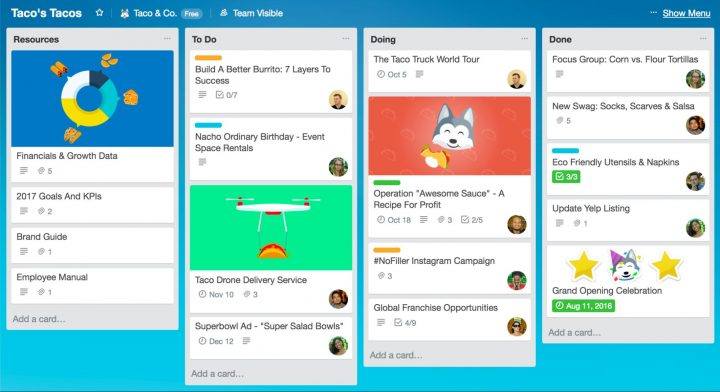 Taco's Tacos
Taco & Co. Free
Team Visible
Show Menu
Resources
Financials & Growth Data
5
2017 Goals And KPIs
2
Brand Guide
1
Employee Manual
1
Add a card…
To Do
Build A Better Burrito: 7 Layers To
Success
0/7
Nacho Ordinary Birthday - Event
Space Rentals
Taco Drone Delivery Service
Nov 10 3
Superbowl Ad - "Super Salad Bowls"
Dec 12
Add a card…
Doing
The Taco Truck World Tour
Oct 5
Operation "Awesome Sauce" - A
Recipe For Profit
Oct 18 3 2/5
#NoFiller Instagram Campaign
3
Global Franchise Opportunities
4/9
Add a card…
Done
Focus Group: Corn vs. Flour Tortillas
New Swag: Socks, Scarves & Salsa
5
Eco Friendly Utensils & Napkins
3/3
Update Yelp Listing
1
Grand Opening Celebration
Aug 11, 2016
Add a card…